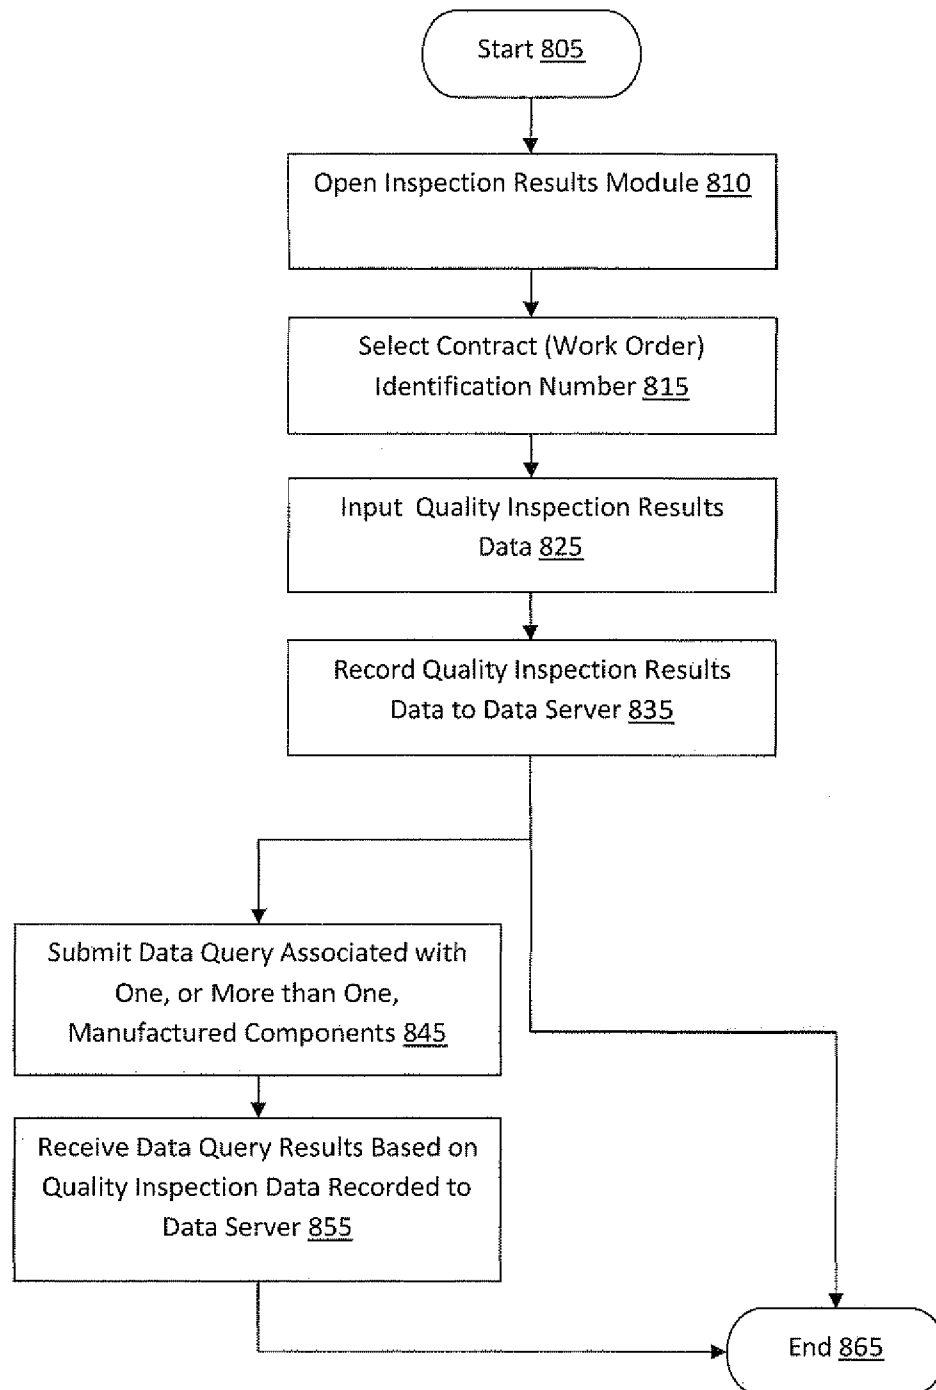 Start 805
Open Inspection Results Module 810
Select Contract (Work Order)
Identification Number 815
Input Quality Inspection Results
Data 825
Record Quality Inspection Results
Data to Data Server 835
Submit Data Query Associated with
One, or More than One,
Manufactured Components 845
Receive Data Query Results Based on
Quality Inspection Data Recorded to
Data Server 855
End 865